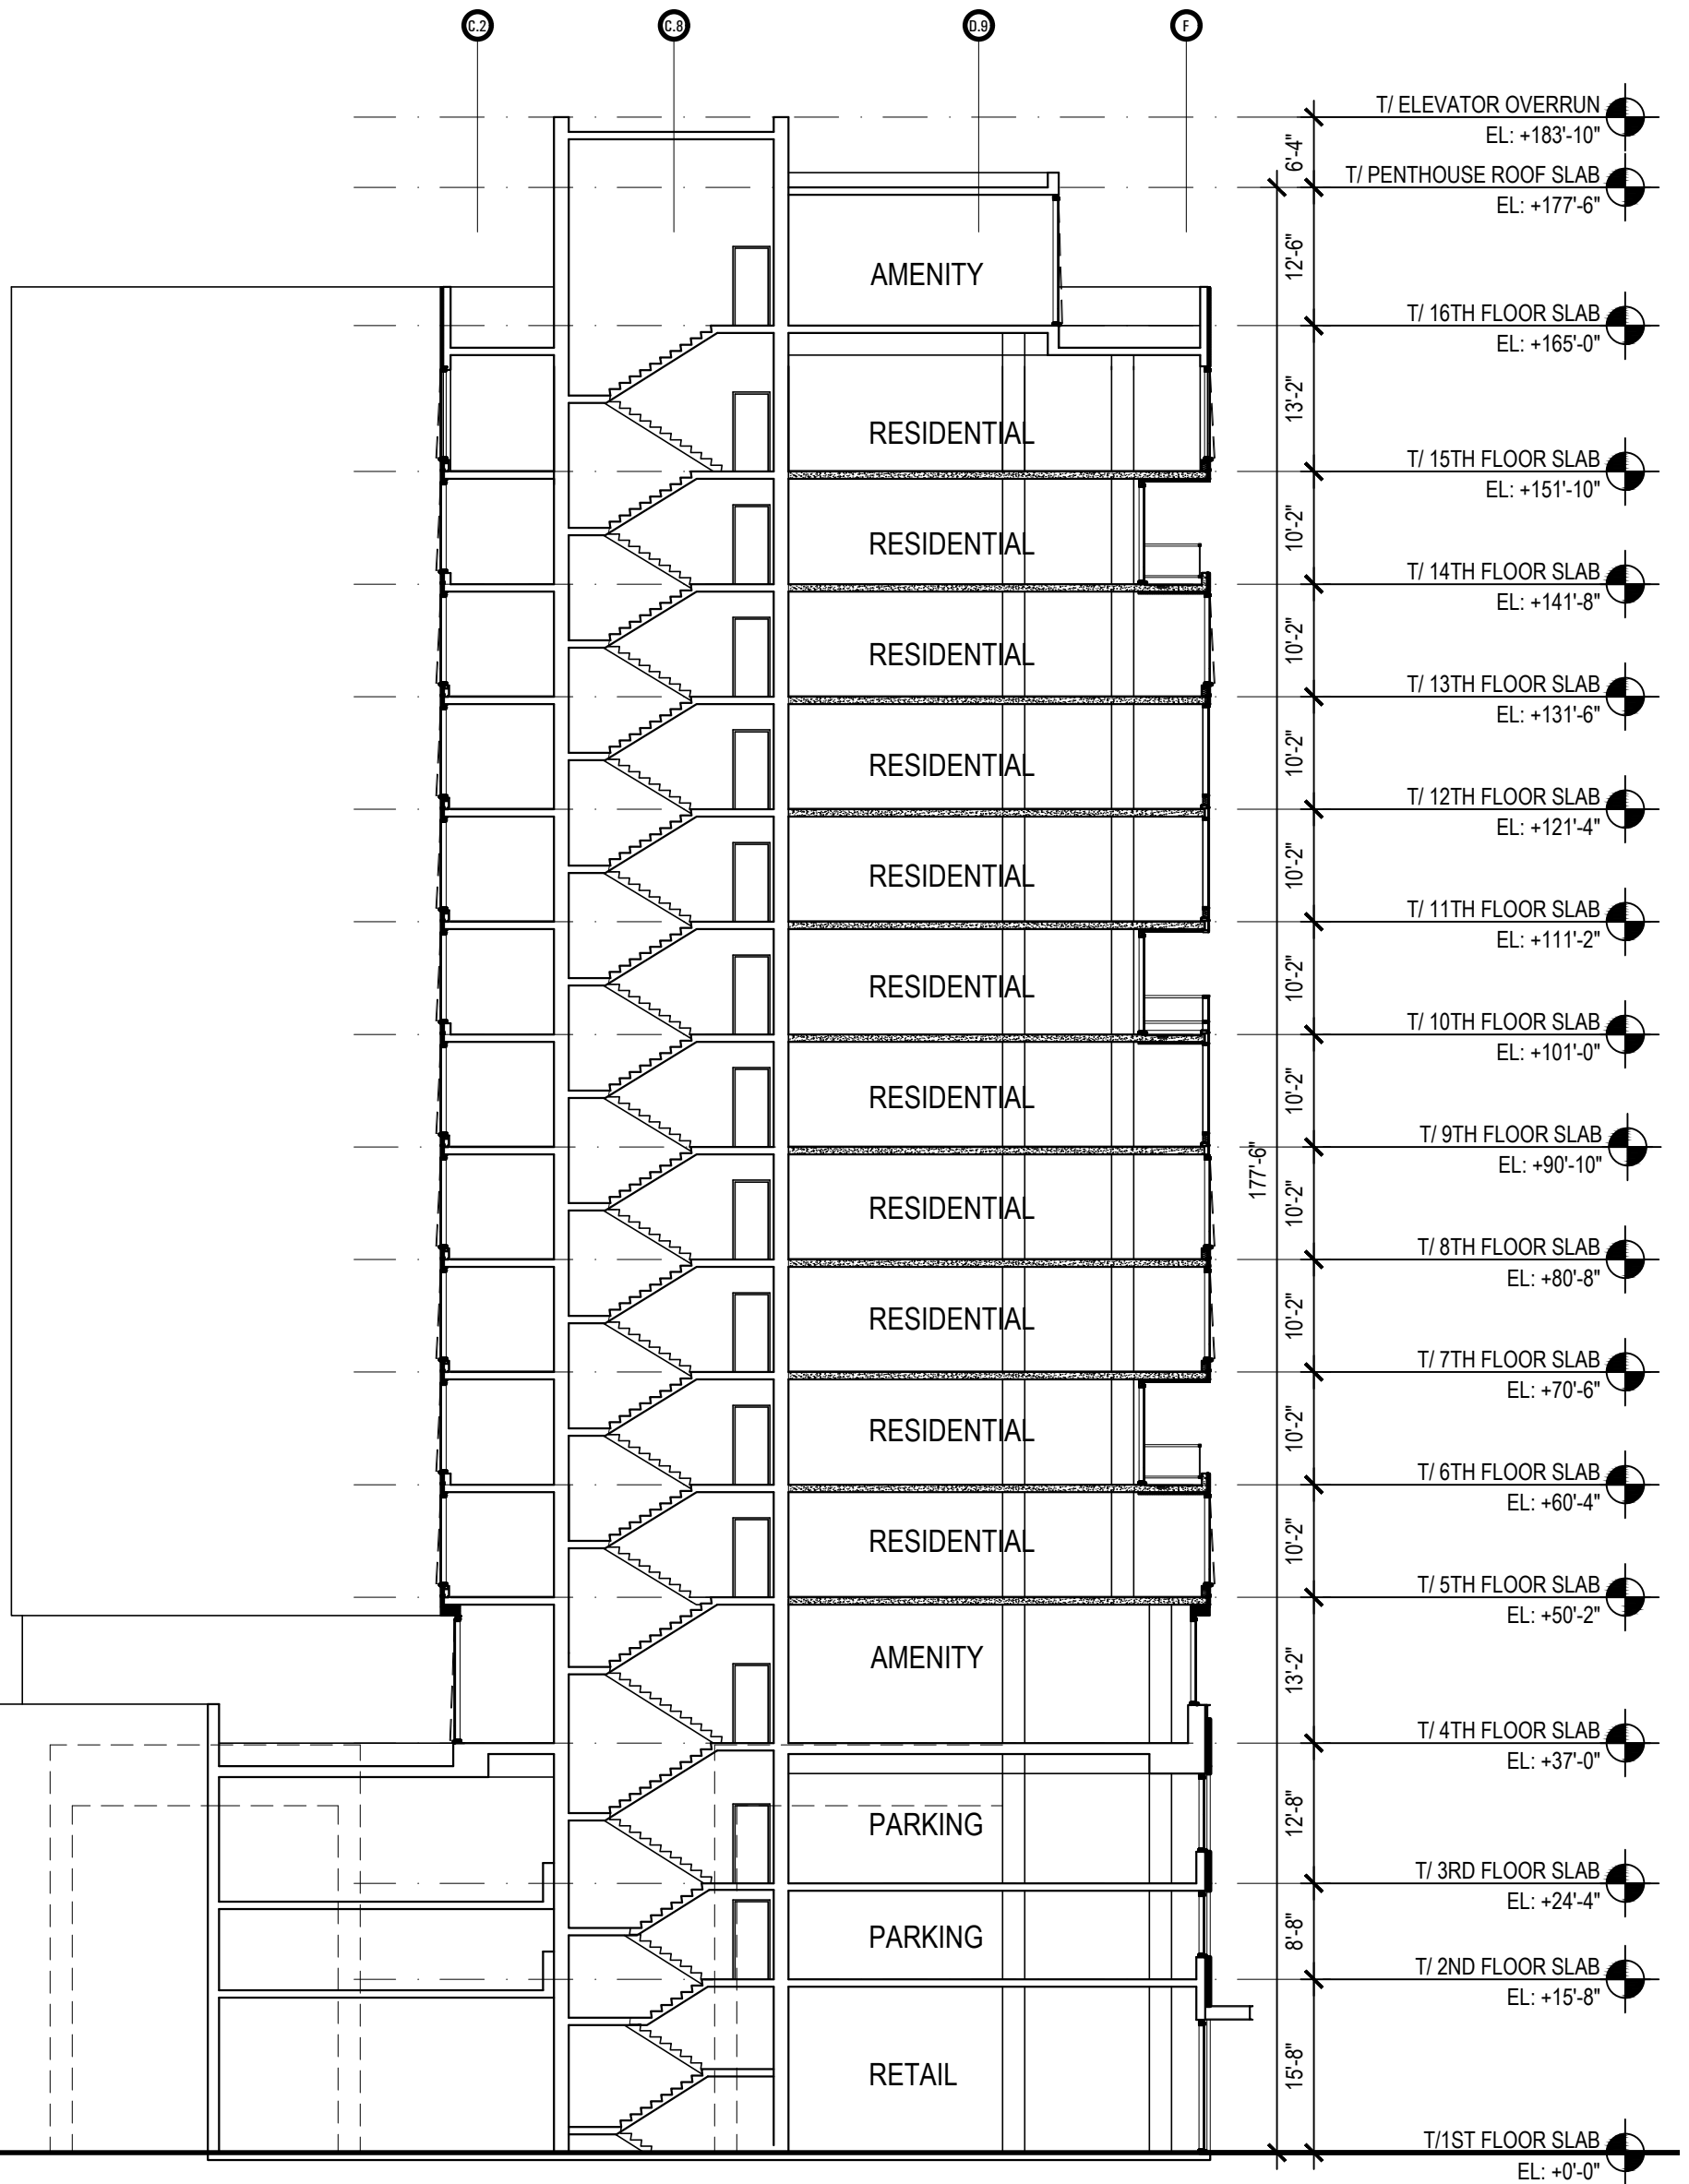 C.2 C.8 D.9 F
T/ ELEVATOR OVERRUN
EL: +183'-10"
6'-4"
T/ PENTHOUSE ROOF SLAB
EL: +177'-6"
12'-6"
AMENITY
T/ 16TH FLOOR SLAB
EL: +165'-0"
13'-2"
RESIDENTIAL
T/ 15TH FLOOR SLAB
EL: +151'-10"
10'-2"
RESIDENTIAL
T/ 14TH FLOOR SLAB
EL: +141'-8"
10'-2"
RESIDENTIAL
T/ 13TH FLOOR SLAB
EL: +131'-6"
10'-2"
RESIDENTIAL
T/ 12TH FLOOR SLAB
EL: +121'-4"
10'-2"
RESIDENTIAL
T/ 11TH FLOOR SLAB
EL: +111'-2"
10'-2"
RESIDENTIAL
T/ 10TH FLOOR SLAB
EL: +101'-0"
10'-2"
RESIDENTIAL
T/ 9TH FLOOR SLAB
EL: +90'-10"
177'-6"
10'-2"
RESIDENTIAL
T/ 8TH FLOOR SLAB
EL: +80'-8"
10'-2"
RESIDENTIAL
T/ 7TH FLOOR SLAB
EL: +70'-6"
10'-2"
RESIDENTIAL
T/ 6TH FLOOR SLAB
EL: +60'-4"
10'-2"
RESIDENTIAL
T/ 5TH FLOOR SLAB
EL: +50'-2"
13'-2"
AMENITY
T/ 4TH FLOOR SLAB
EL: +37'-0"
12'-8"
PARKING
T/ 3RD FLOOR SLAB
EL: +24'-4"
8'-8"
PARKING
T/ 2ND FLOOR SLAB
EL: +15'-8"
15'-8"
RETAIL
T/1ST FLOOR SLAB
EL: +0'-0"